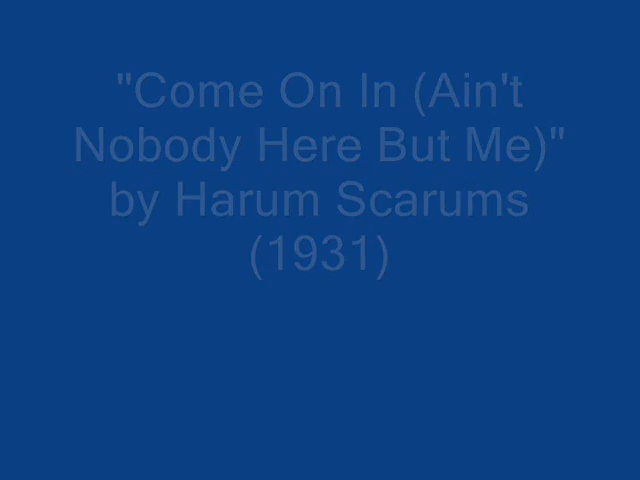 "Come On In (Ain't
Nobody Here But Me)"
by Harum Scarums
(1931)